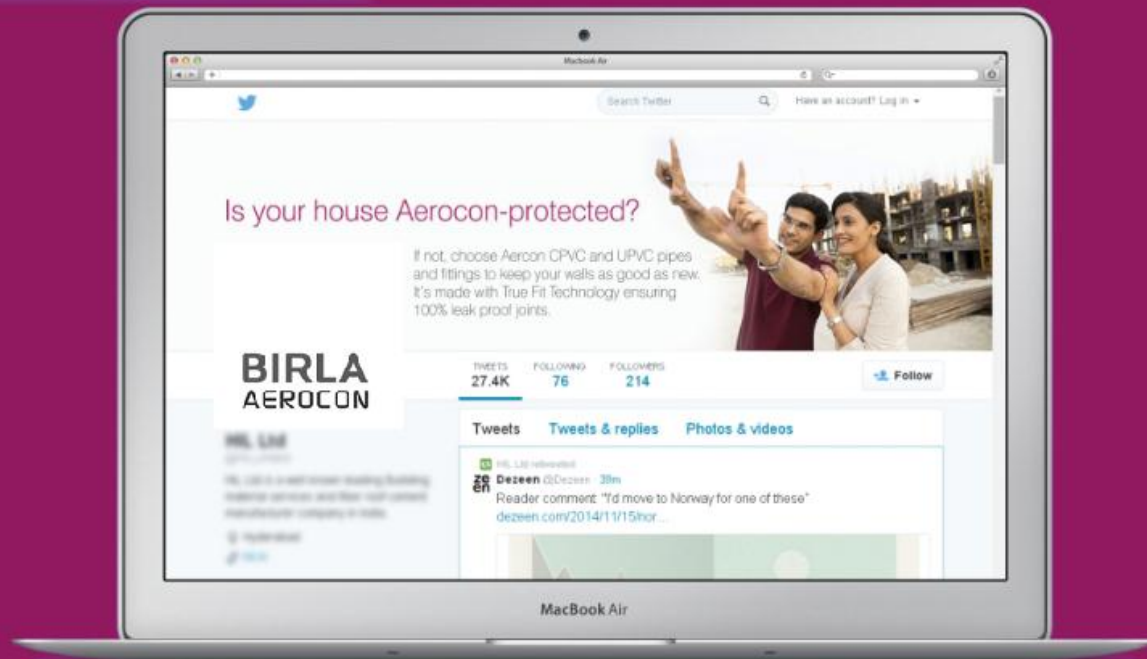 Macbook Air
Search Twitter
Have an account? Log in
Is your house Aerocon-protected?
If not, choose Aercon CPVC and UPVC pipes
and fittings to keep your walls as good as new.
It's made with True Fit Technology ensuring
100% leak proof joints.
BIRLA
AEROCON
TWEETS FOLLOWING FOLLOWERS
27.4K 76 214
Follow
Tweets Tweets & replies Photos & videos
HIL Ltd
HIL Ltd retweeted
Dezeen @Dezeen · 39m
zeen
Reader comment: "I'd move to Norway for one of these"
dezeen.com/2014/11/15/nor...
MacBook Air